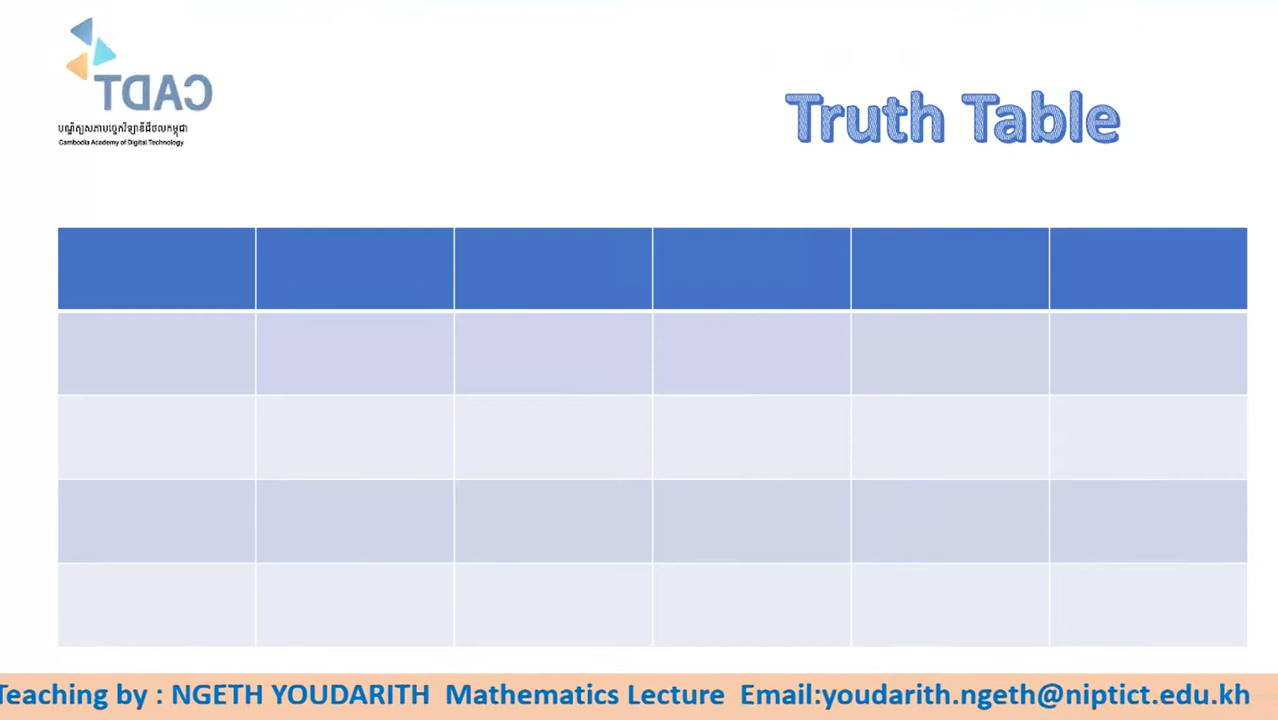 CADT
បណ្ឌិត្យសភាបច្ចេកវិទ្យាឌីជីថលកម្ពុជា
Cambodia Academy of Digital Technology
Truth Table
Teaching by : NGETH YOUDARITH Mathematics Lecture Email:youdarith.ngeth@niptict.edu.kh